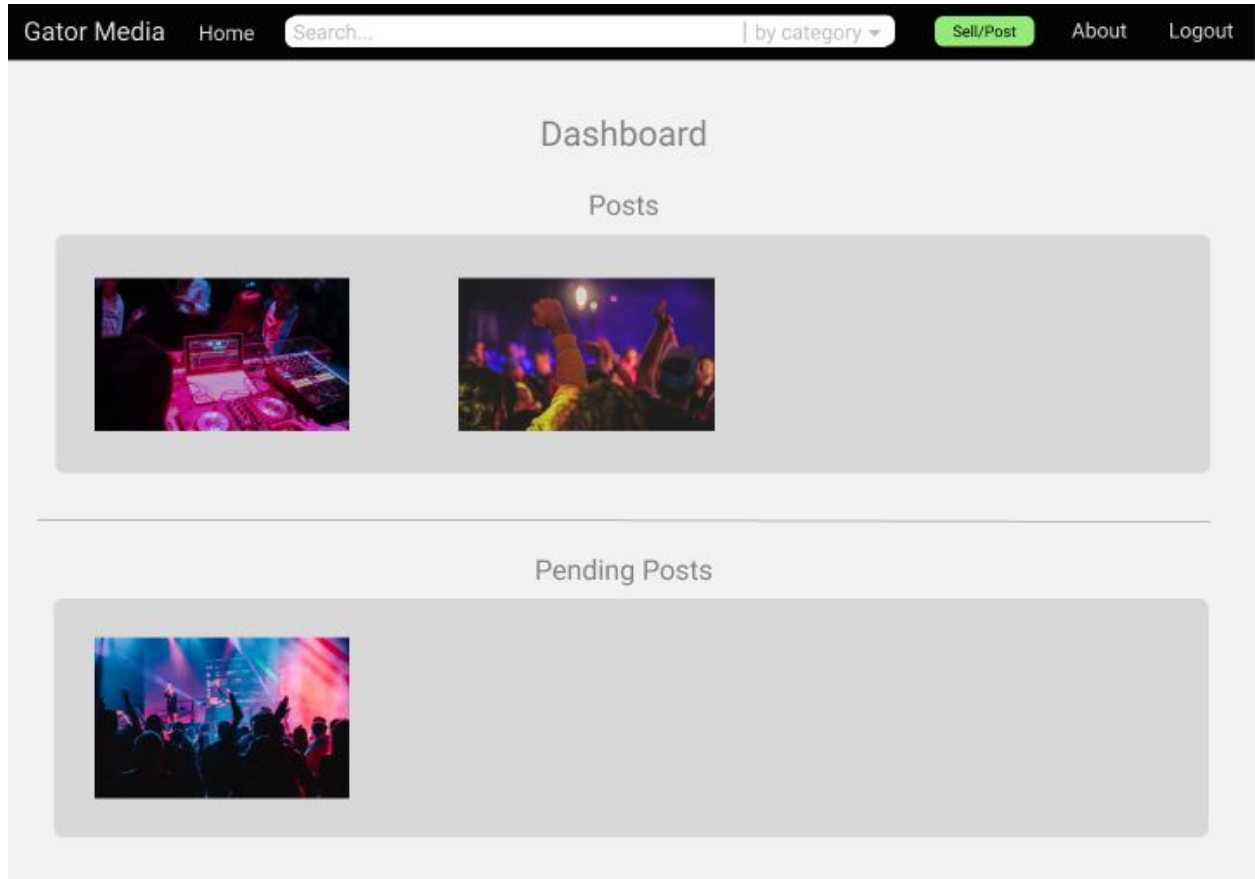 Gator Media Home Search... | by category Sell/Post About Logout
Dashboard
Posts
Pending Posts